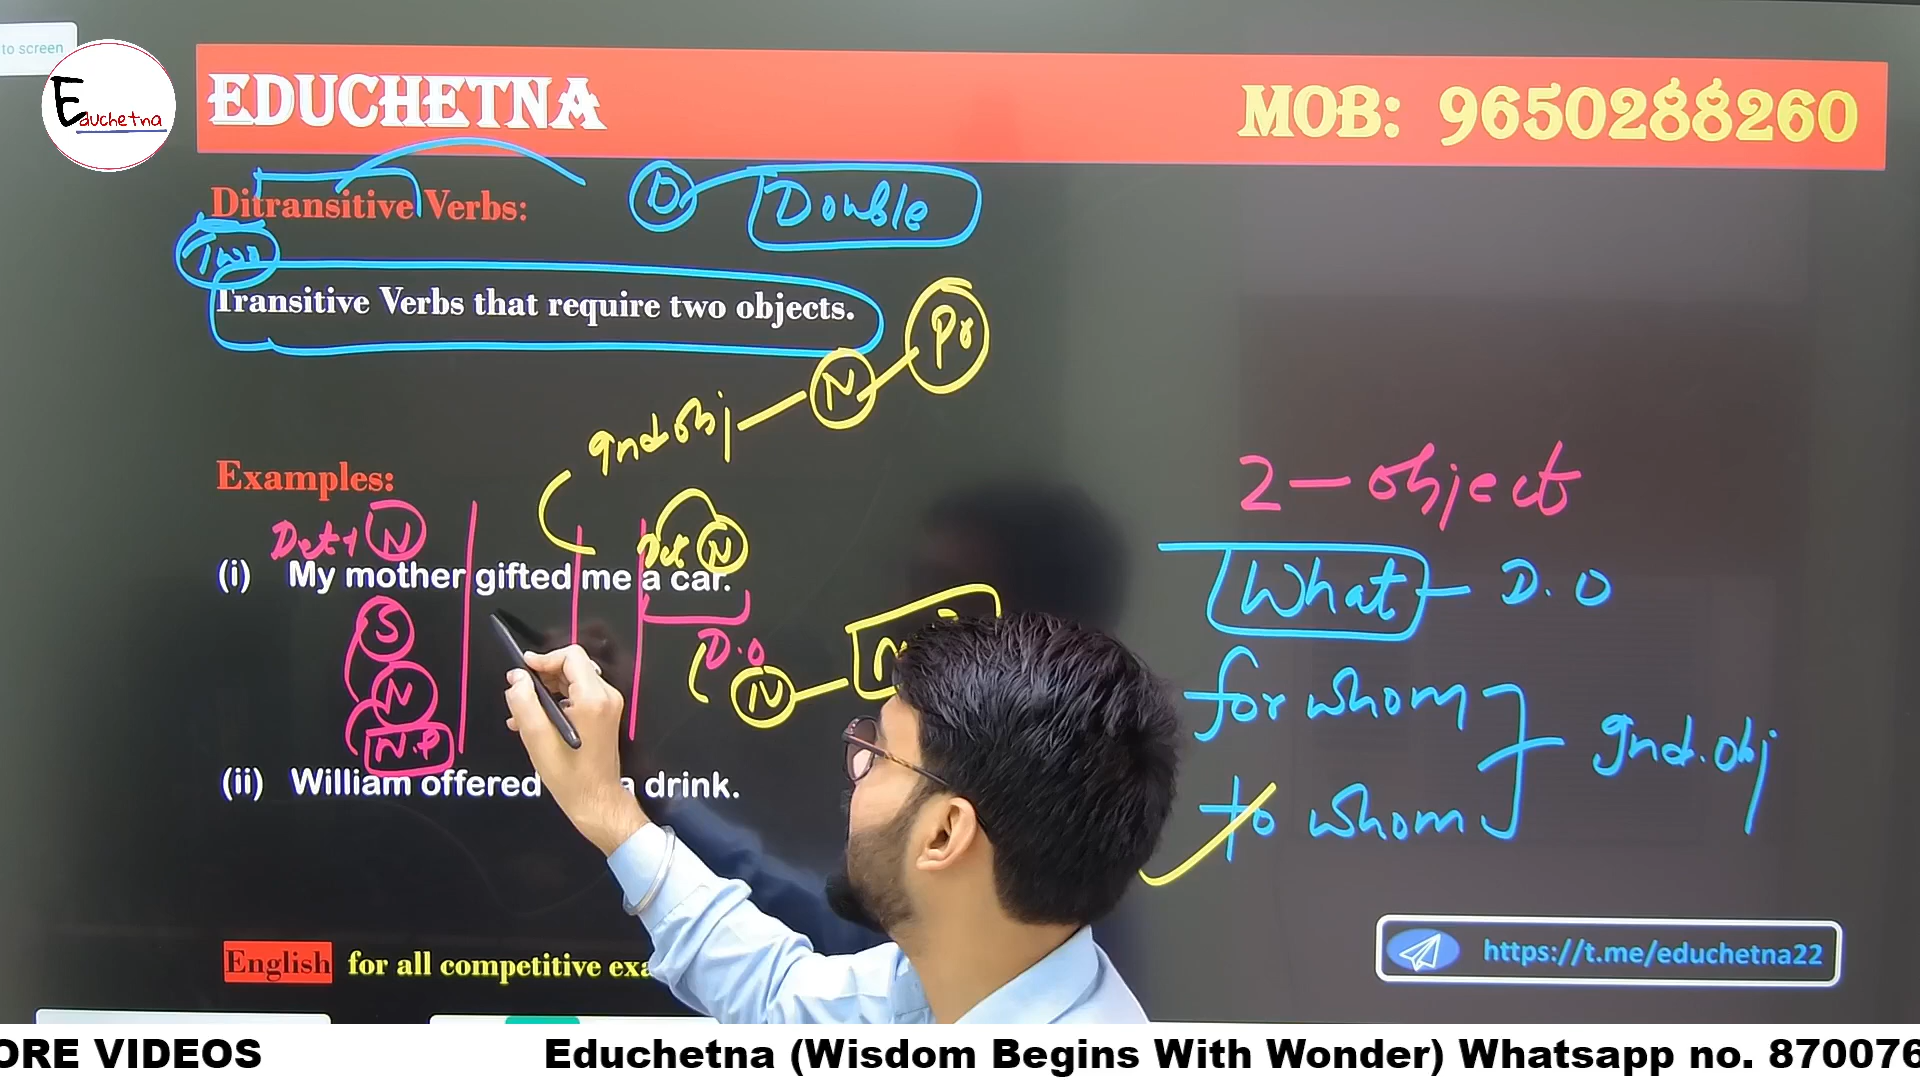 to screen
Educhetna
EDUCHETNA
MOB: 9650288260
Ditransitive Verbs:
D
Double
Two
Transitive Verbs that require two objects.
Pr
N
Ind. obj
Examples:
2 - object
Det + N
Det N
(i) My mother gifted me a car.
What - D.O
S
D.O
N
N
N.P
for whom
Ind. obj
to whom
(ii) William offered a drink.
English for all competitive exa
https://t.me/educhetna22
ORE VIDEOS Educhetna (Wisdom Begins With Wonder) Whatsapp no. 870076